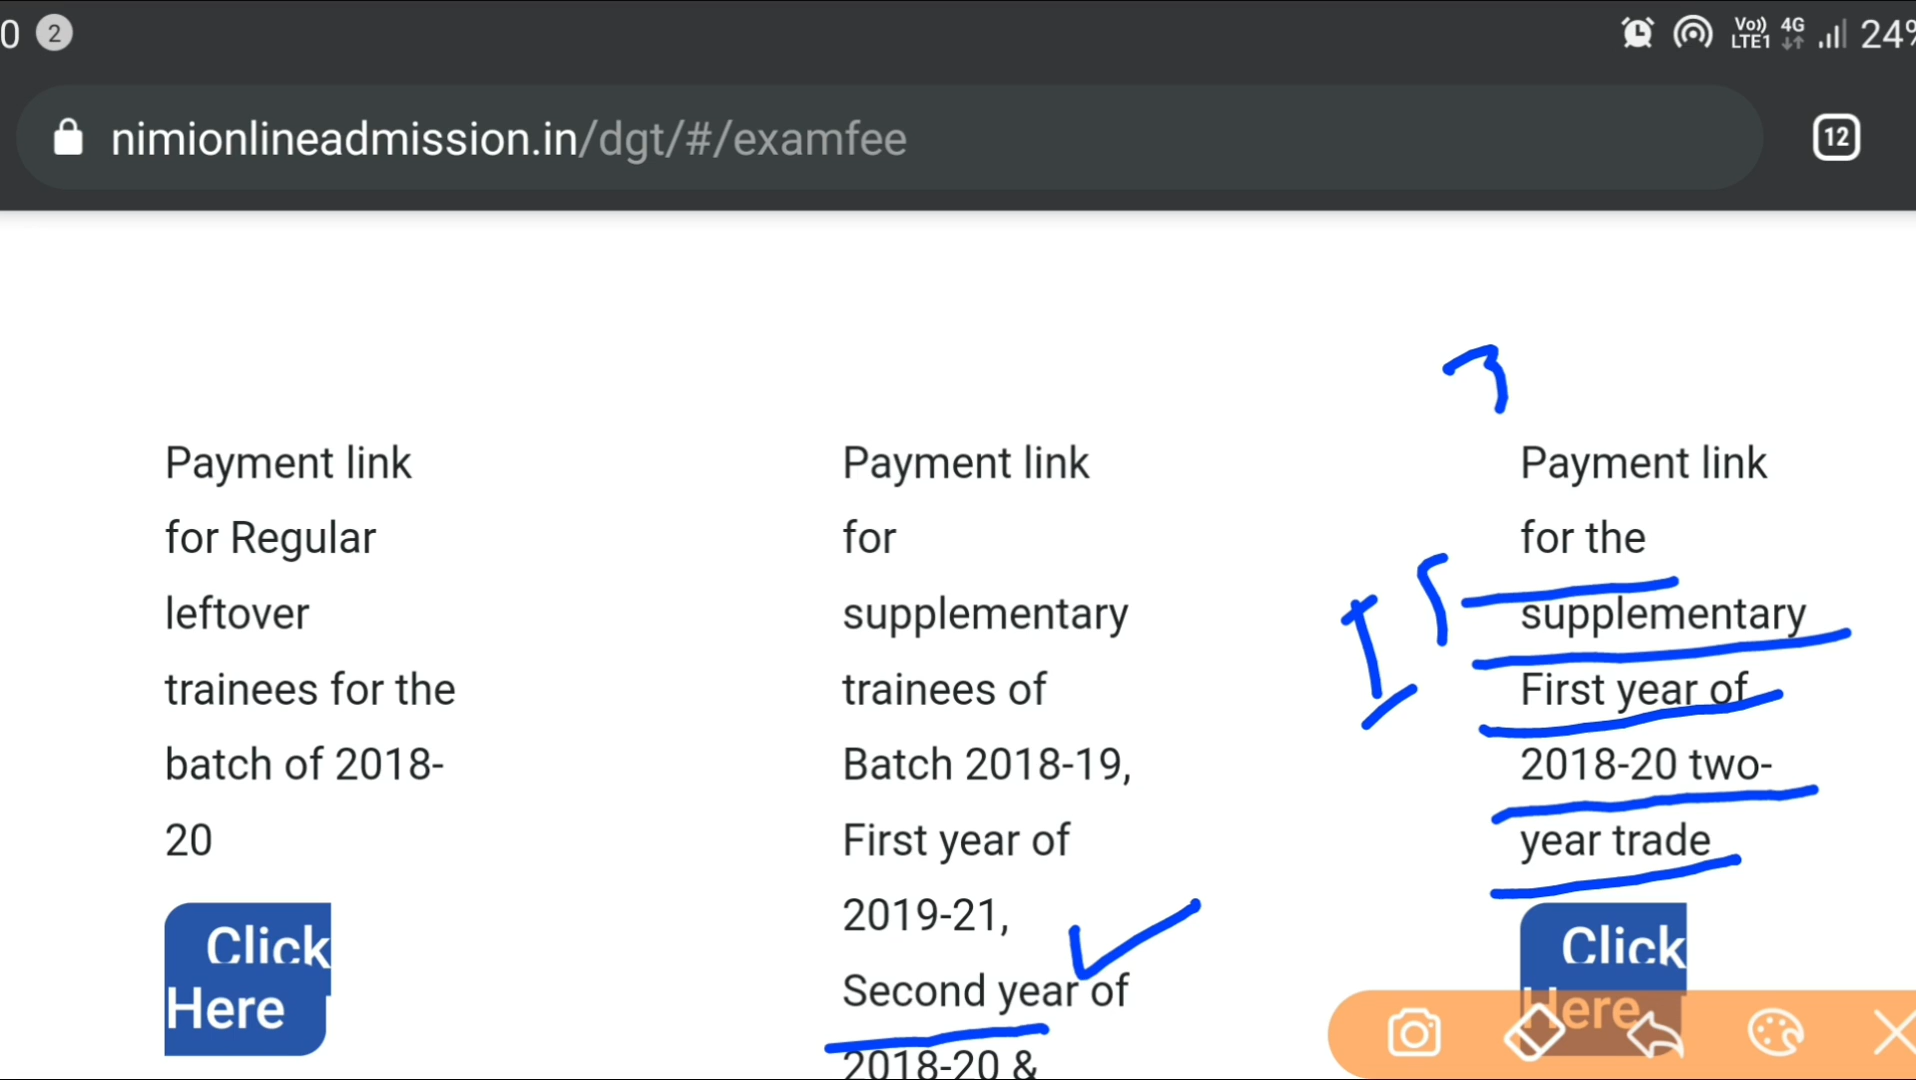 0 2
Vo)) 4G
LTE1
24%
nimionlineadmission.in/dgt/#/examfee
12
Payment link
for Regular
leftover
trainees for the
batch of 2018-
20
Click
Here
Payment link
for
supplementary
trainees of
Batch 2018-19,
First year of
2019-21,
Second year of
2018-20 &
Payment link
for the
supplementary
First year of
2018-20 two-
year trade
Click
Here